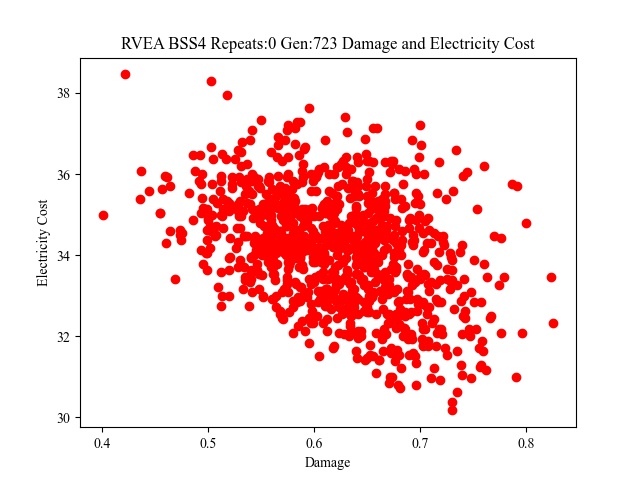 RVEA BSS4 Repeats:0 Gen:723 Damage and Electricity Cost
38
36
34
32
30
Electricity Cost
0.4 0.5 0.6 0.7 0.8
Damage